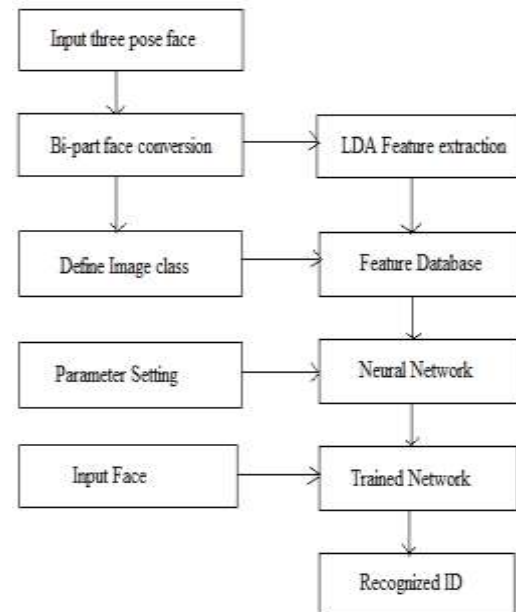 Input three pose face
Bi-part face conversion
LDA Feature extraction
Define Image class
Feature Database
Parameter Setting
Neural Network
Input Face
Trained Network
Recognized ID